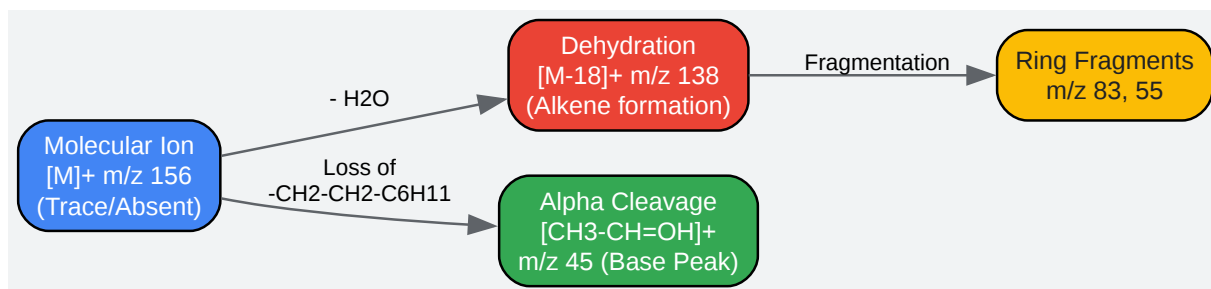 Molecular Ion
[M]+ m/z 156
(Trace/Absent)
- H2O
Loss of
-CH2-CH2-C6H11
Dehydration
[M-18]+ m/z 138
(Alkene formation)
Alpha Cleavage
[CH3-CH=OH]+
m/z 45 (Base Peak)
Fragmentation
Ring Fragments
m/z 83, 55